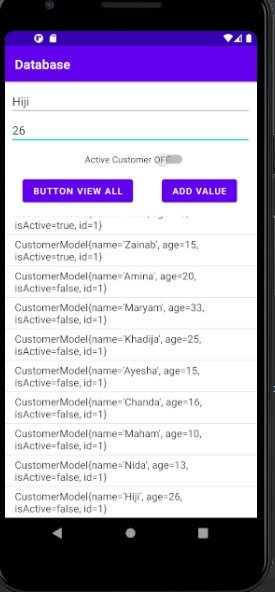 Database
Hiji
26
Active Customer OFF
BUTTON VIEW ALL
ADD VALUE
isActive=true, id=1}
CustomerModel{name='Zainab', age=15,
isActive=true, id=1}
CustomerModel{name='Amina', age=20,
isActive=false, id=1}
CustomerModel{name='Maryam', age=33,
isActive=false, id=1}
CustomerModel{name='Khadija', age=25,
isActive=false, id=1}
CustomerModel{name='Ayesha', age=15,
isActive=false, id=1}
CustomerModel{name='Chanda', age=16,
isActive=false, id=1}
CustomerModel{name='Maham', age=10,
isActive=false, id=1}
CustomerModel{name='Nida', age=13,
isActive=false, id=1}
CustomerModel{name='Hiji', age=26,
isActive=false, id=1}